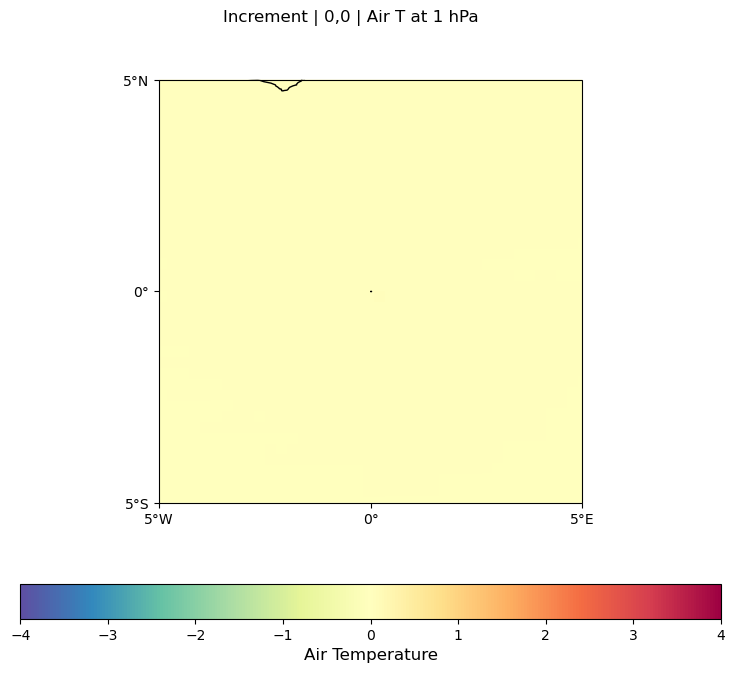 Increment | 0,0 | Air T at 1 hPa
5°N
0°
5°S
5°W 0° 5°E
−4 −3 −2 −1 0 1 2 3 4
Air Temperature